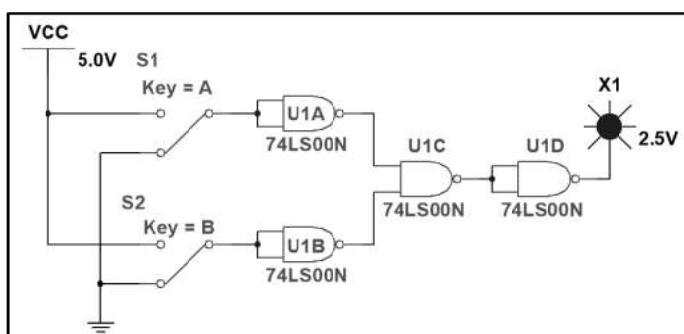 VCC
5.0V
S1
Key = A
U1A
74LS00N
X1
2.5V
U1C
74LS00N
U1D
74LS00N
S2
Key = B
U1B
74LS00N